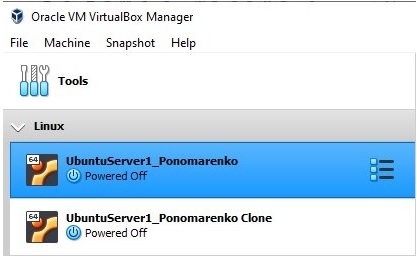 Oracle VM VirtualBox Manager
File Machine Snapshot Help
Tools
Linux
64
UbuntuServer1_Ponomarenko
Powered Off
64
UbuntuServer1_Ponomarenko Clone
Powered Off